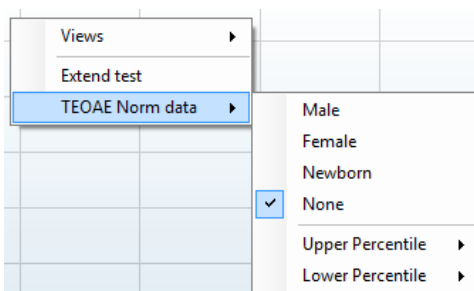 Views
Extend test
TEOAE Norm data
Male
Female
Newborn
None
Upper Percentile
Lower Percentile